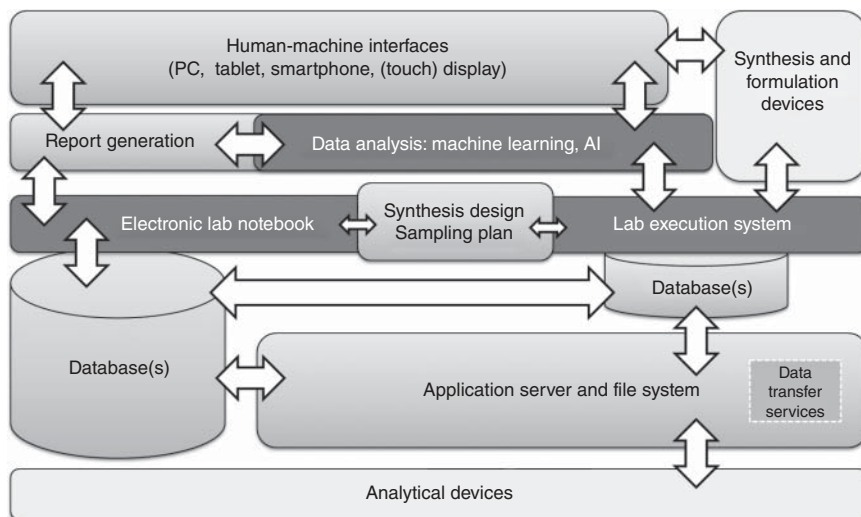 Human-machine interfaces
(PC, tablet, smartphone, (touch) display)
Synthesis and
formulation
devices
Report generation
Data analysis: machine learning, AI
Electronic lab notebook
Synthesis design
Sampling plan
Lab execution system
Database(s)
Database(s)
Application server and file system
Data
transfer
services
Analytical devices